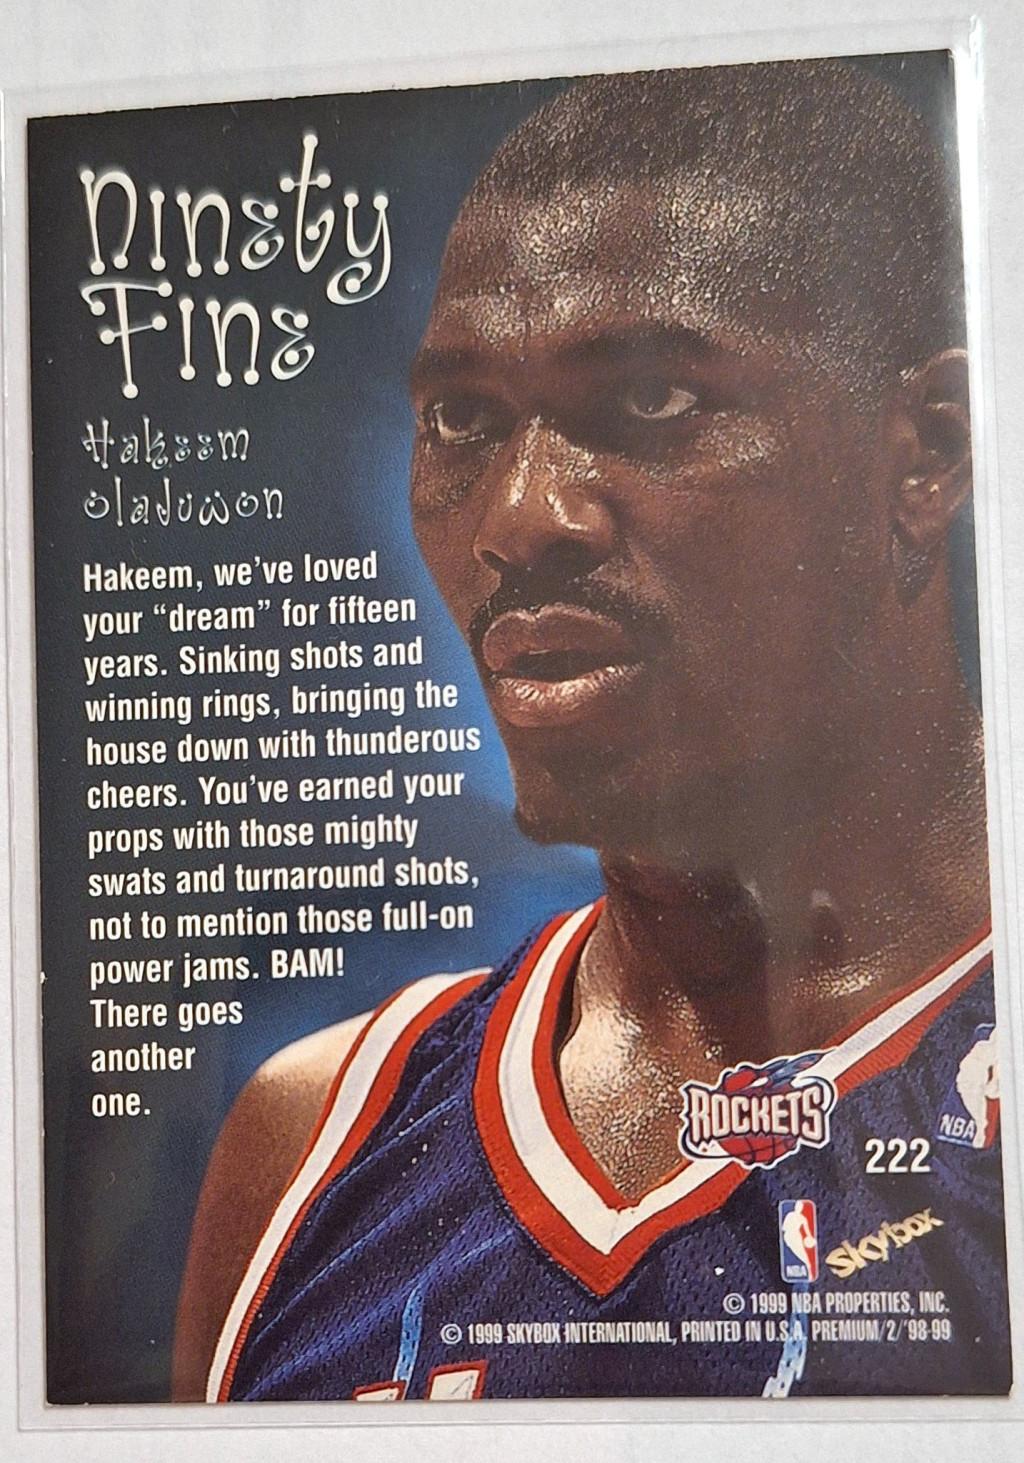 Ninety
Fine
Hakeem
Olajuwon
Hakeem, we've loved
your “dream” for fifteen
years. Sinking shots and
winning rings, bringing the
house down with thunderous
cheers. You've earned your
props with those mighty
swats and turnaround shots,
not to mention those full-on
power jams. BAM!
There goes
another
one.
ROCKETS
222
NBA
NBA
skybox
© 1999 NBA PROPERTIES, INC.
© 1999 SKYBOX INTERNATIONAL, PRINTED IN U.S.A. PREMIUM/2/'98-99